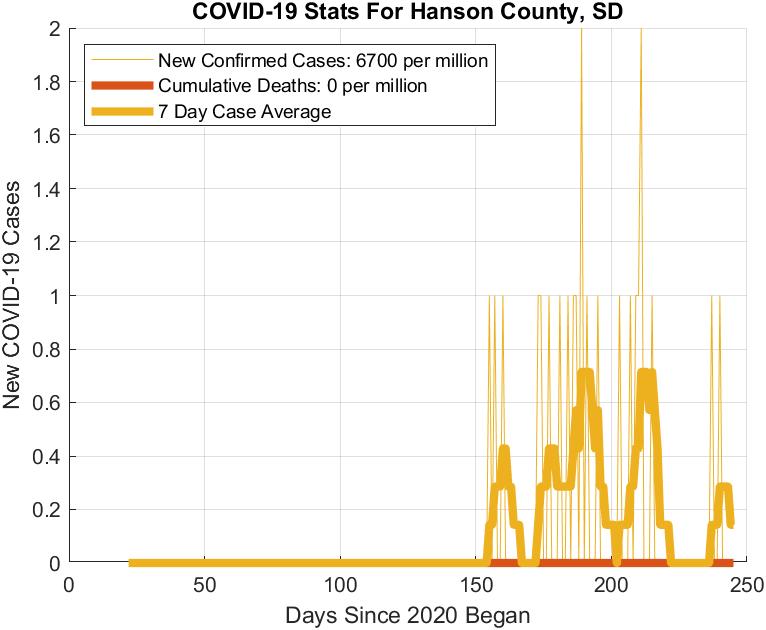 COVID-19 Stats For Hanson County, SD
New Confirmed Cases: 6700 per million
Cumulative Deaths: 0 per million
7 Day Case Average
New COVID-19 Cases
2
1.8
1.6
1.4
1.2
1
0.8
0.6
0.4
0.2
0
0 50 100 150 200 250
Days Since 2020 Began